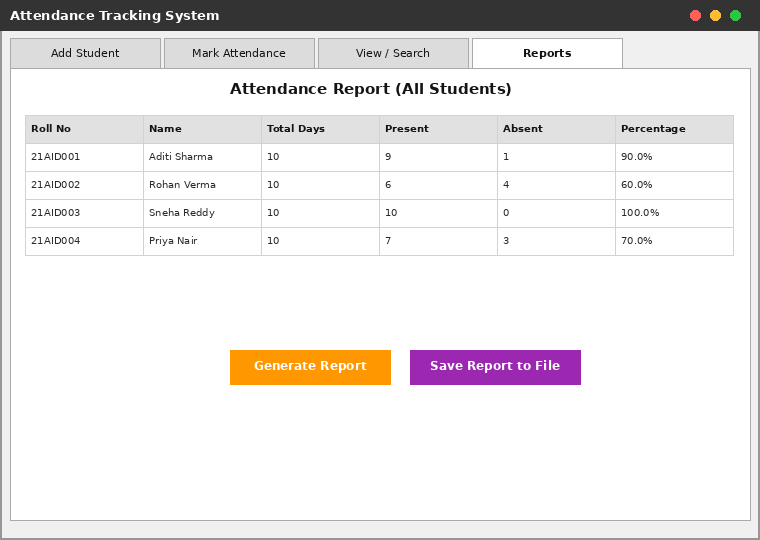 Attendance Tracking System
Add Student Mark Attendance View / Search Reports
Attendance Report (All Students)
Roll No Name Total Days Present Absent Percentage
21AID001 Aditi Sharma 10 9 1 90.0%
21AID002 Rohan Verma 10 6 4 60.0%
21AID003 Sneha Reddy 10 10 0 100.0%
21AID004 Priya Nair 10 7 3 70.0%
Generate Report Save Report to File